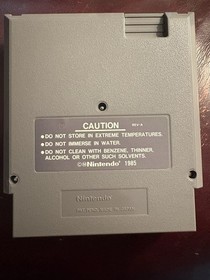 CAUTION
• DO NOT STORE IN EXTREME TEMPERATURES.
• DO NOT IMMERSE IN WATER.
• DO NOT CLEAN WITH BENZENE, THINNER,
ALCOHOL OR OTHER SUCH SOLVENTS.
©®Nintendo 1985
Nintendo